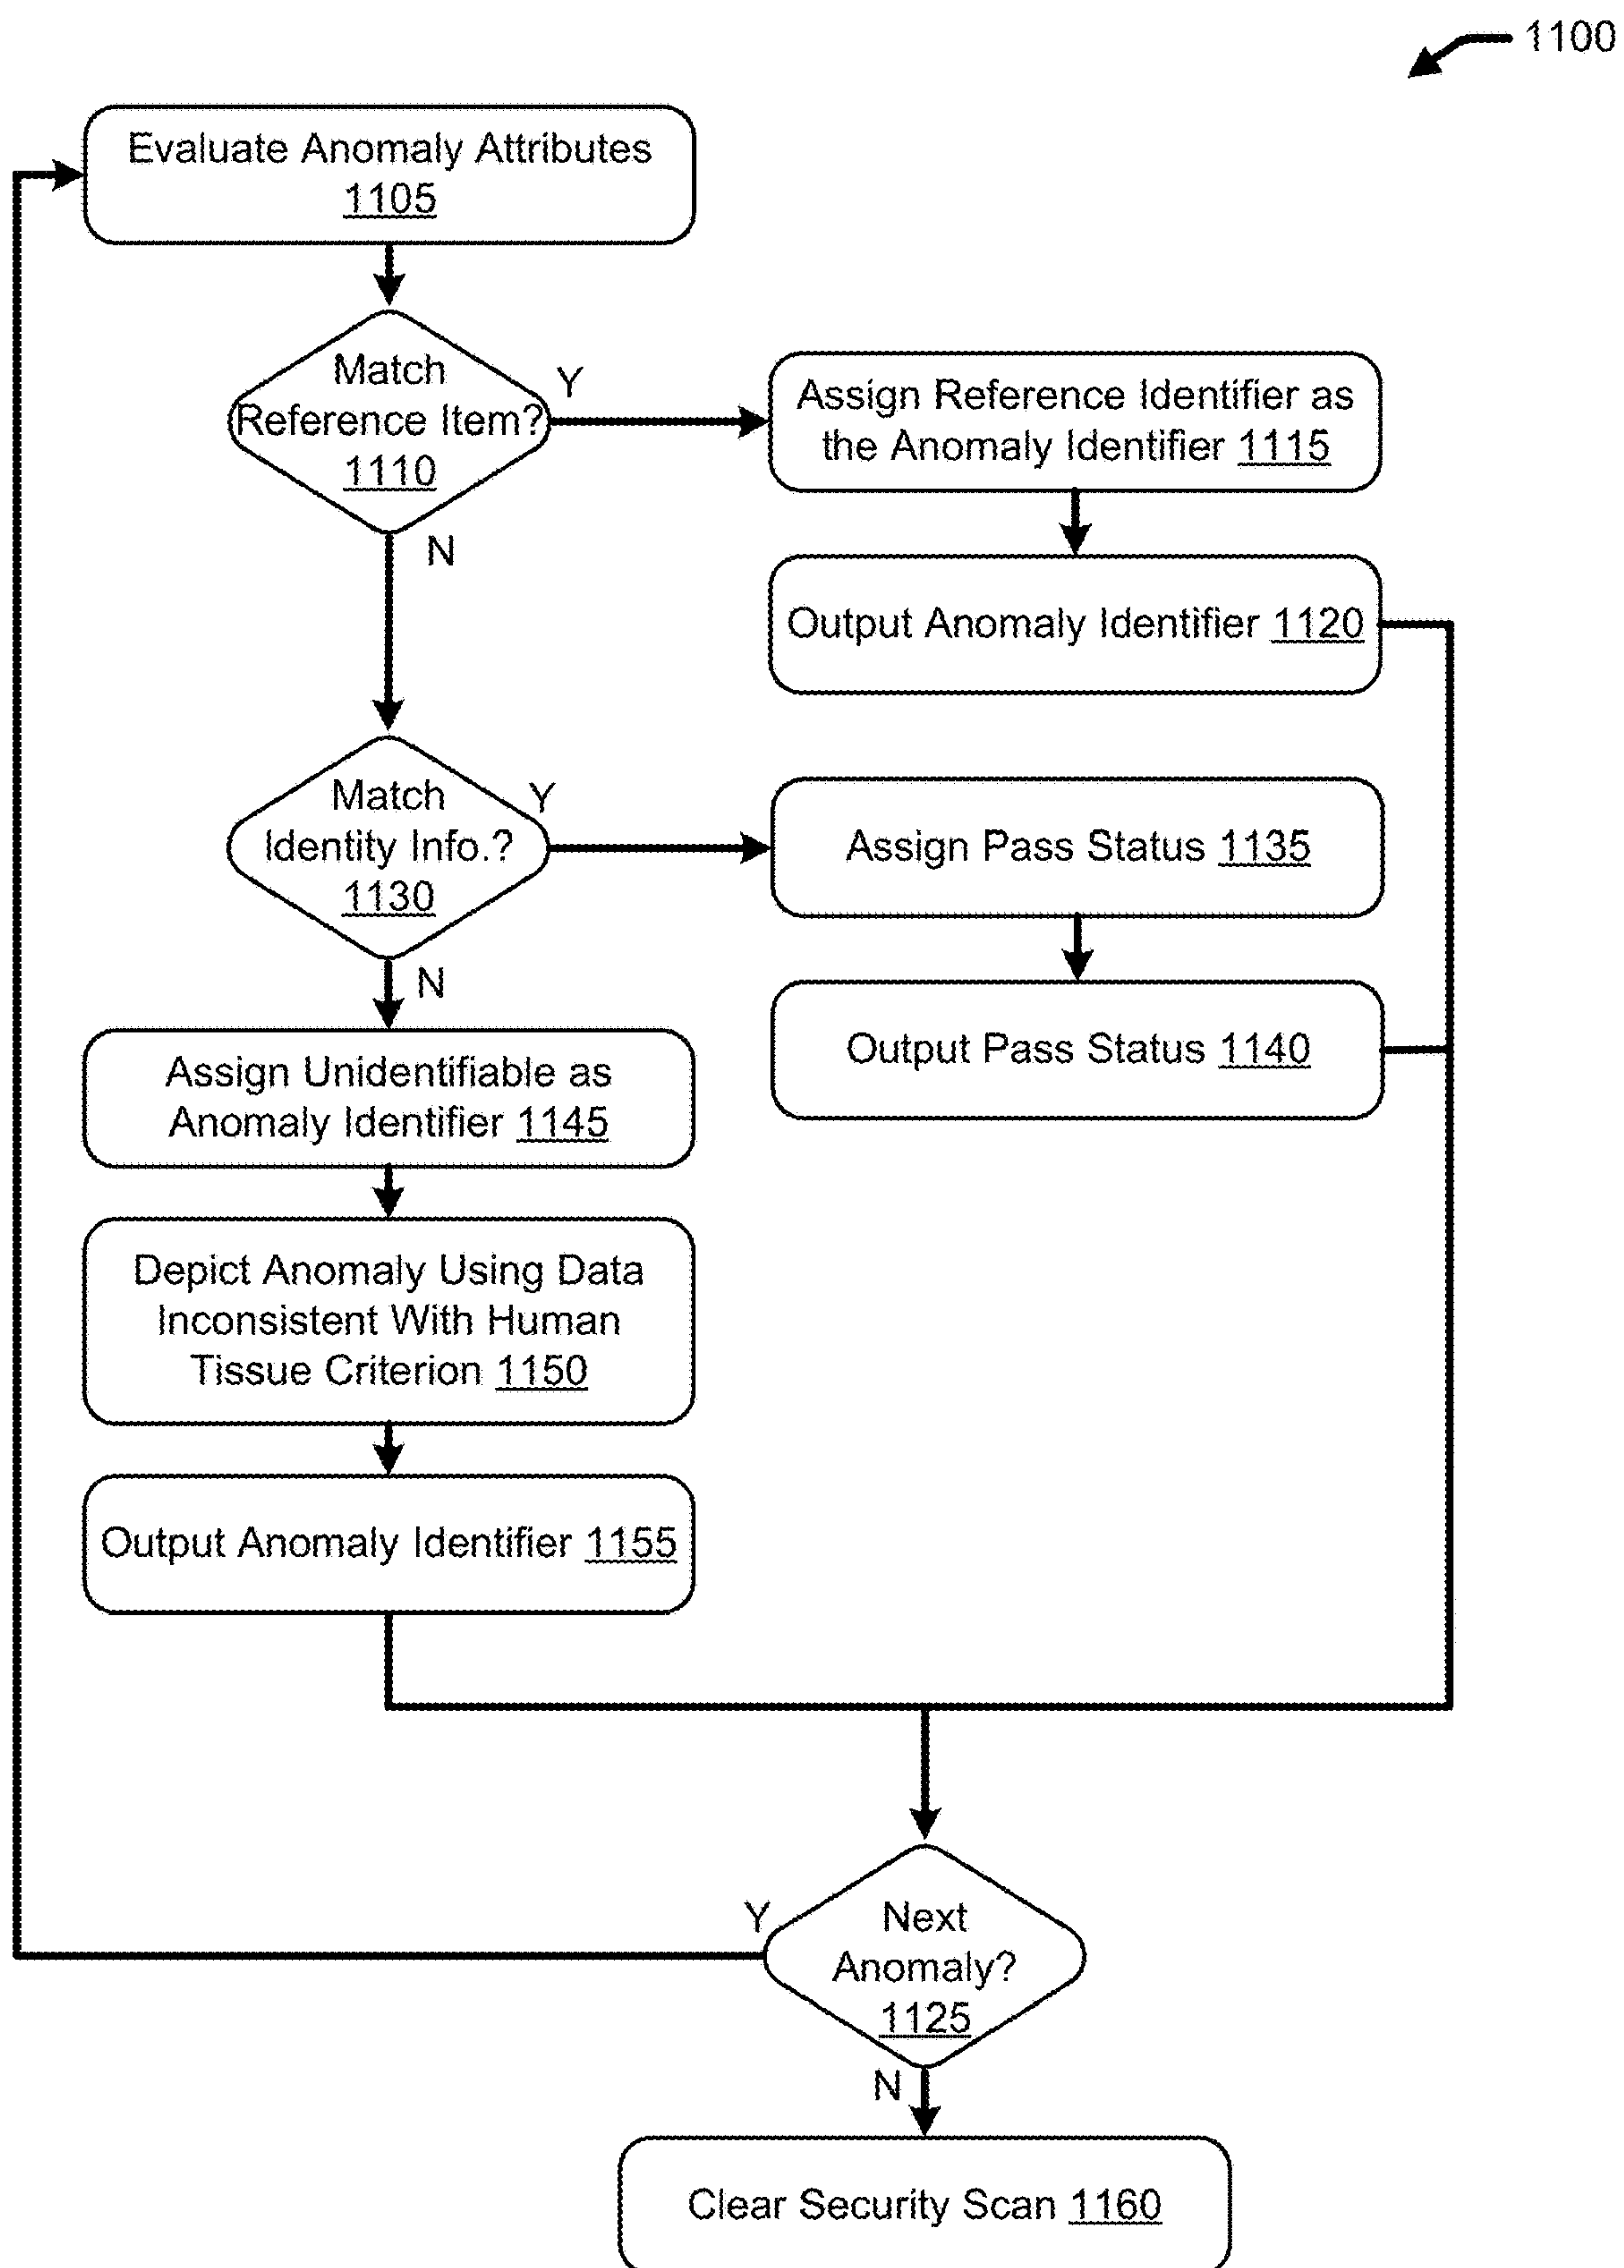 1100
Evaluate Anomaly Attributes
1105
Match
Reference Item?
1110
Y
N
Assign Reference Identifier as
the Anomaly Identifier 1115
Output Anomaly Identifier 1120
Match
Identity Info.?
1130
Y
N
Assign Pass Status 1135
Output Pass Status 1140
Assign Unidentifiable as
Anomaly Identifier 1145
Depict Anomaly Using Data
Inconsistent With Human
Tissue Criterion 1150
Output Anomaly Identifier 1155
Y
Next
Anomaly?
1125
N
Clear Security Scan 1160